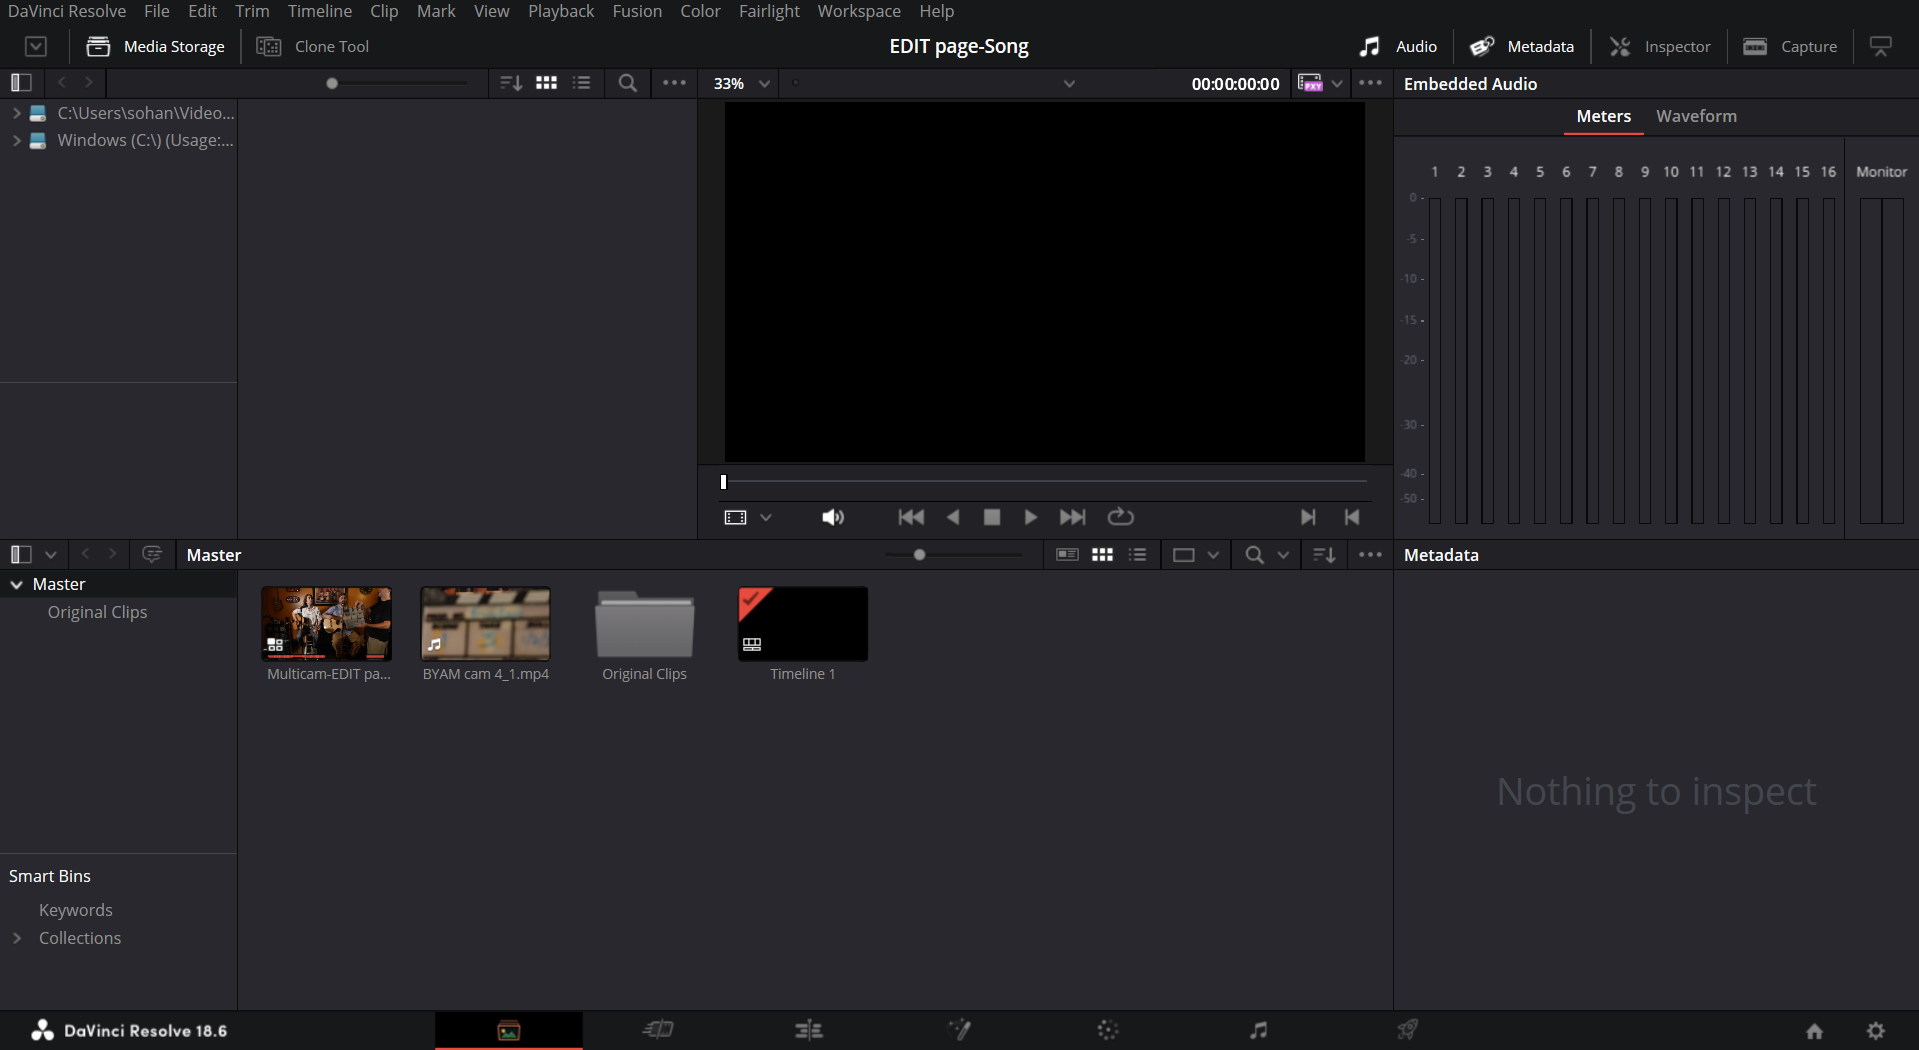 DaVinci Resolve File Edit Trim Timeline Clip Mark View Playback Fusion Color Fairlight Workspace Help
Media Storage Clone Tool EDIT page-Song Audio Metadata Inspector Capture
33% 00:00:00:00 PXY Embedded Audio
C:\Users\sohan\Video...
Windows (C:\) (Usage:...
Meters Waveform
1 2 3 4 5 6 7 8 9 10 11 12 13 14 15 16 Monitor
0 -
-5 -
-10 -
-15 -
-20 -
-30 -
-40 -
-50 -
Master Metadata
Master
Original Clips
Multicam-EDIT pa... BYAM cam 4_1.mp4 Original Clips Timeline 1
Nothing to inspect
Smart Bins
Keywords
Collections
DaVinci Resolve 18.6